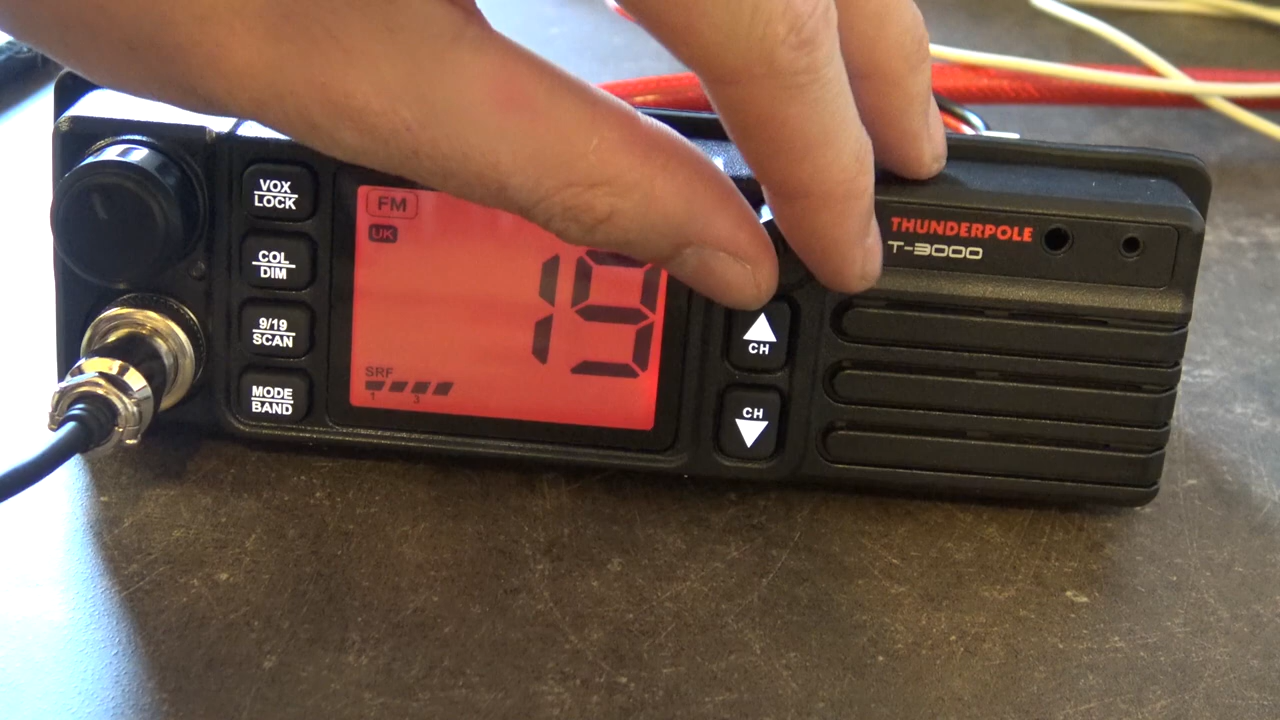 VOX
LOCK
COL
DIM
9/19
SCAN
MODE
BAND
FM
UK
19
SRF
1 3
CH
CH
THUNDERPOLE
T-3000